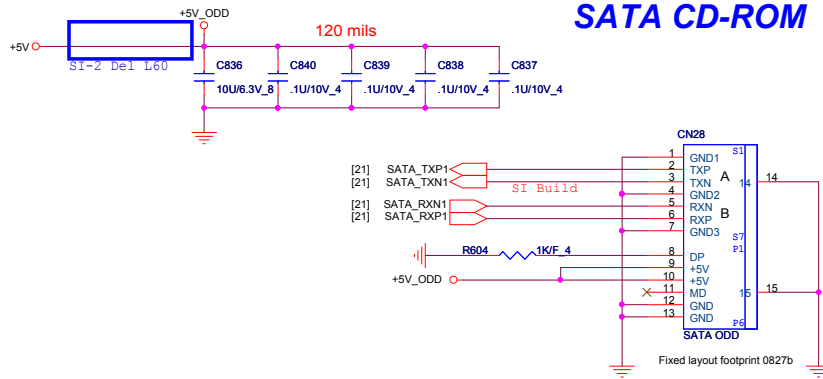 SATA CD-ROM
+5V_ODD
120 mils
+5V
SI-2 Del L60
C836 C840 C839 C838 C837
10U/6.3V_8 .1U/10V_4 .1U/10V_4 .1U/10V_4 .1U/10V_4
CN28
1 GND1 S1
[21] SATA_TXP1 2 TXP
[21] SATA_TXN1 3 TXN A 14 14
SI Build
4 GND2
[21] SATA_RXN1 5 RXN
[21] SATA_RXP1 6 RXP B
7 GND3 S7
P1
R604 1K/F_4 8 DP
9 +5V
+5V_ODD 10 +5V
11 MD 15 15
12 GND
13 GND P6
SATA ODD
Fixed layout footprint 0827b